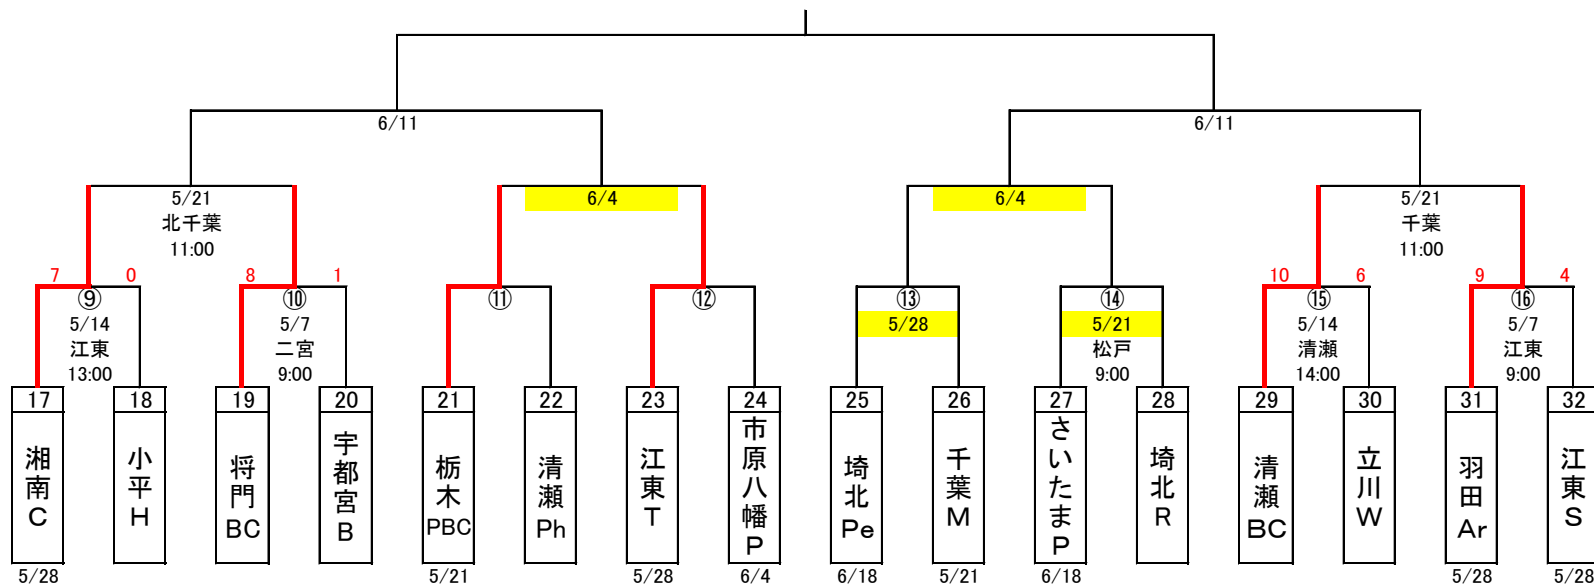 6/11
6/11
5/21
北千葉
11:00
6/4
6/4
5/21
千葉
11:00
7
0
8
1
10
6
9
4
⑨
5/14
江東
13:00
⑩
5/7
二宮
9:00
⑪
⑫
⑬
5/28
⑭
5/21
松戸
9:00
⑮
5/14
清瀬
14:00
⑯
5/7
江東
9:00
17
18
19
20
21
22
23
24
25
26
27
28
29
30
31
32
湘南C
小平H
将門BC
宇都宮B
栃木PBC
清瀬Ph
江東T
市原八幡P
埼北Pe
千葉M
さいたまP
埼北R
清瀬BC
立川W
羽田Ar
江東S
5/28
5/21
5/28
6/4
6/18
5/21
6/18
5/28
5/28